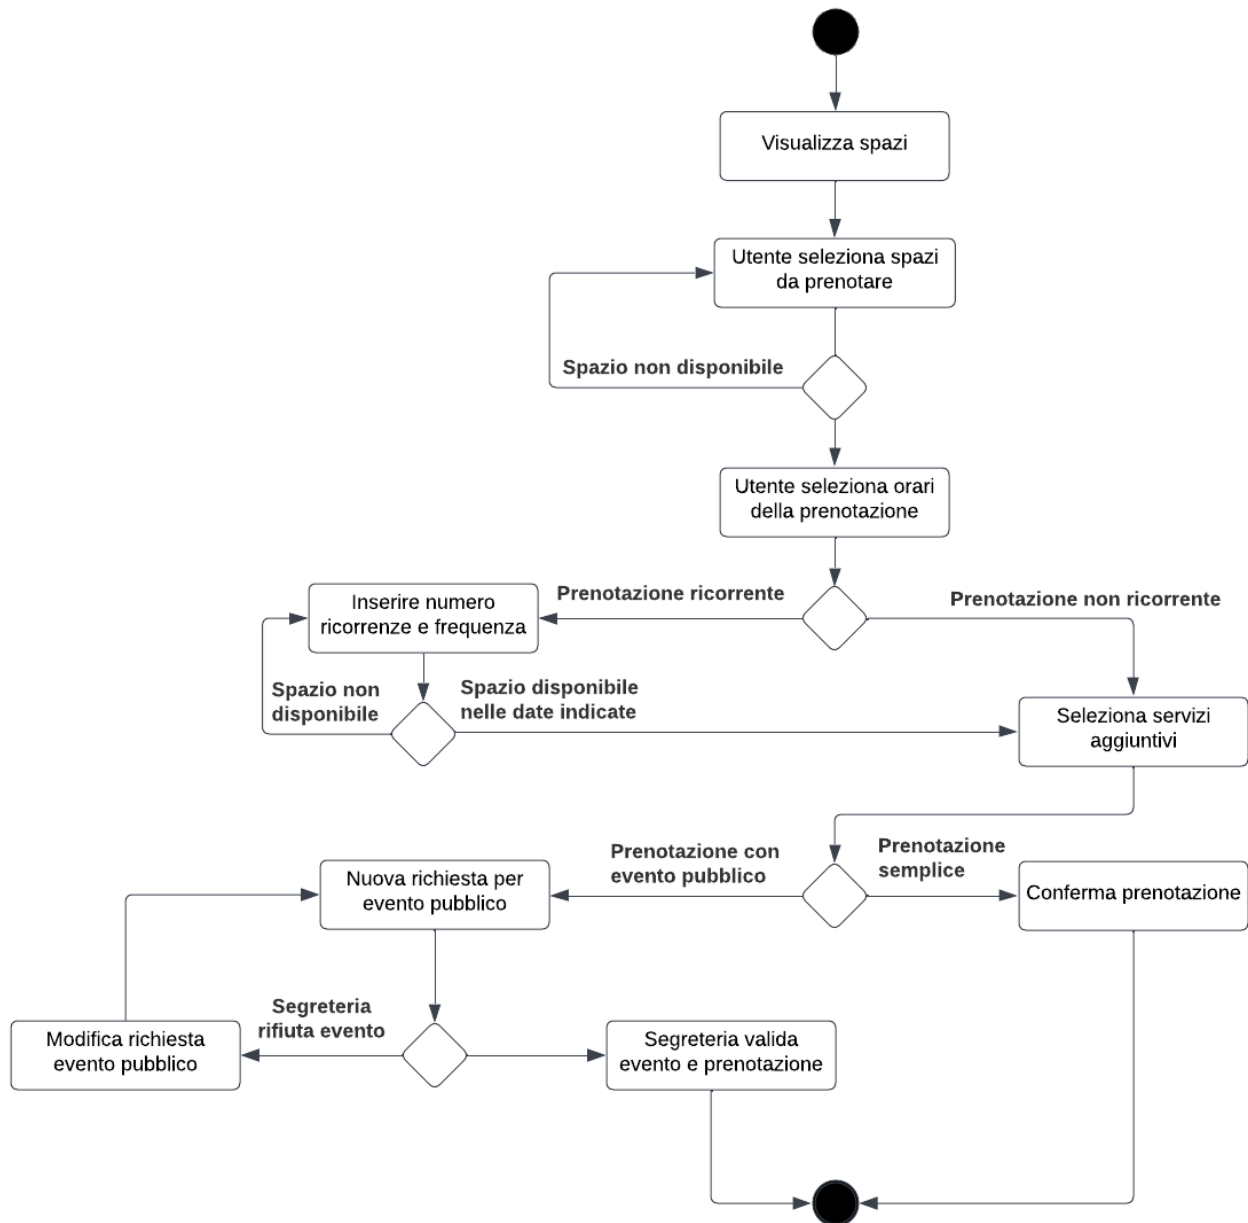 Visualizza spazi
Utente seleziona spazi
da prenotare
Spazio non disponibile
Utente seleziona orari
della prenotazione
Prenotazione ricorrente
Prenotazione non ricorrente
Inserire numero
ricorrenze e frequenza
Spazio non
disponibile
Spazio disponibile
nelle date indicate
Seleziona servizi
aggiuntivi
Prenotazione con
evento pubblico
Prenotazione
semplice
Nuova richiesta per
evento pubblico
Conferma prenotazione
Segreteria
rifiuta evento
Modifica richiesta
evento pubblico
Segreteria valida
evento e prenotazione